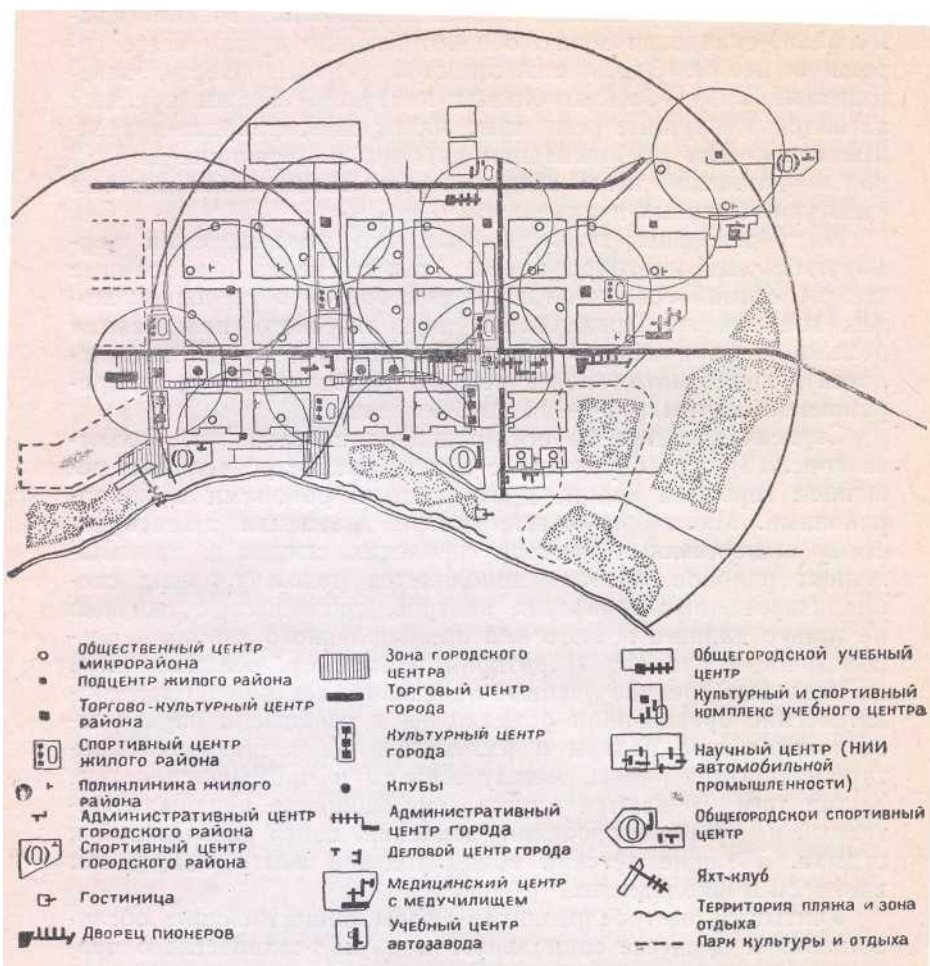 Общественный центр
микрорайона
Подцентр жилого района
Торгово-культурный центр
района
Спортивный центр
жилого района
Поликлиника жилого
района
Административный центр
городского района
Спортивный центр
городского района
Гостиница
Дворец пионеров
Зона городского
центра
Торговый центр
города
Культурный центр
города
Клубы
Административный
центр города
Деловой центр города
Медицинский центр
с медучилищем
Учебный центр
автозавода
Общегородской учебный
центр
Культурный и спортивный
комплекс учебного центра
Научный центр (НИИ
автомобильной
промышленности)
Общегородской спортивный
центр
Яхт-клуб
Территория пляжа и зона
отдыха
Парк культуры и отдыха